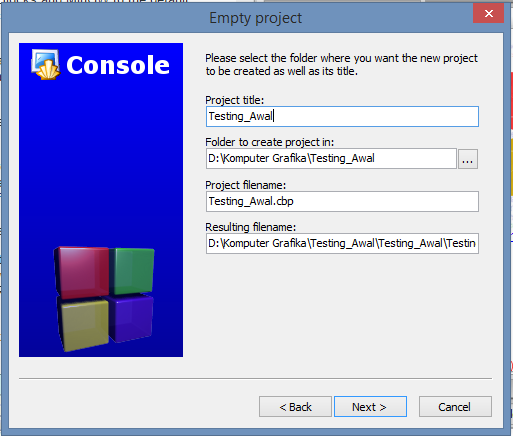 Empty project
Console
Please select the folder where you want the new project
to be created as well as its title.
Project title:
Testing_Awal
Folder to create project in:
D:\Komputer Grafika\Testing_Awal
...
Project filename:
Testing_Awal.cbp
Resulting filename:
D:\Komputer Grafika\Testing_Awal\Testing_Awal\Testin
< Back
Next >
Cancel